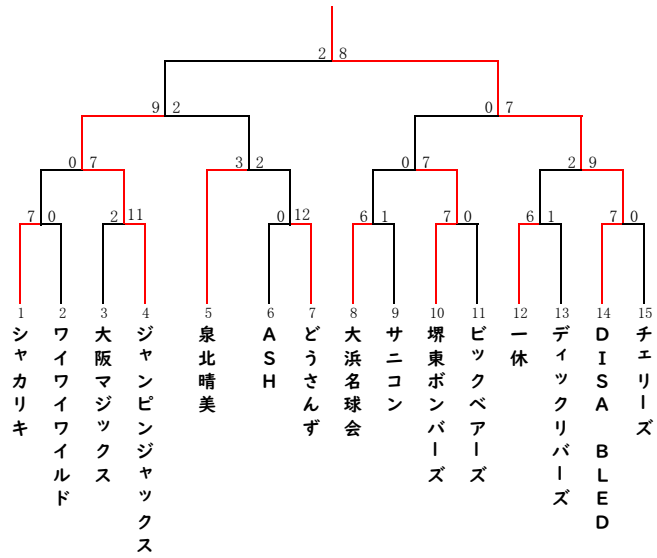 2 8
9 2
0 7
0 7
3 2
0 7
2 9
7 0
2 11
0 12
6 1
7 0
6 1
7 0
1
2
3
4
5
6
7
8
9
10
11
12
13
14
15
シャカリキ
ワイワイワイルド
大阪マジックス
ジャンピンジャックス
泉北晴美
ASH
どうさんず
大浜名球会
サニコン
堺東ボンバーズ
ビックベアーズ
一休
ディックリバーズ
DISA BLED
チェリーズ